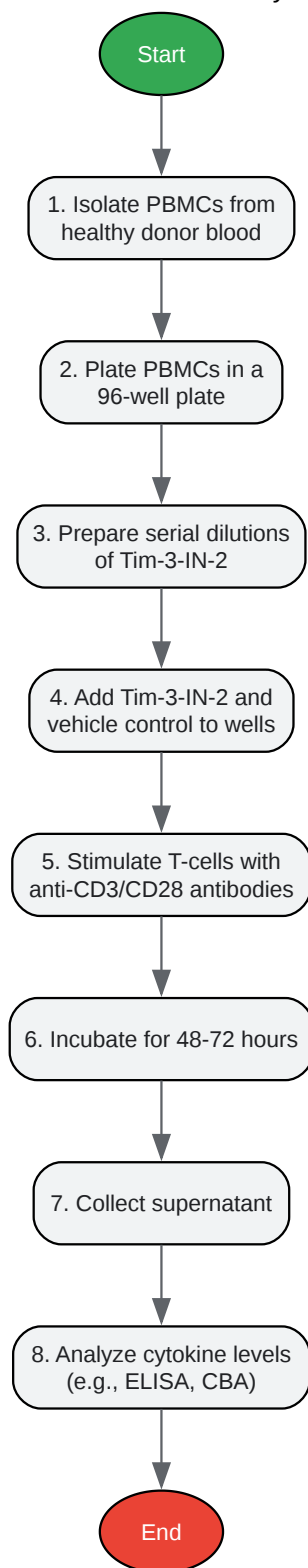 Start
1. Isolate PBMCs from
healthy donor blood
2. Plate PBMCs in a
96-well plate
3. Prepare serial dilutions
of Tim-3-IN-2
4. Add Tim-3-IN-2 and
vehicle control to wells
5. Stimulate T-cells with
anti-CD3/CD28 antibodies
6. Incubate for 48-72 hours
7. Collect supernatant
8. Analyze cytokine levels
(e.g., ELISA, CBA)
End